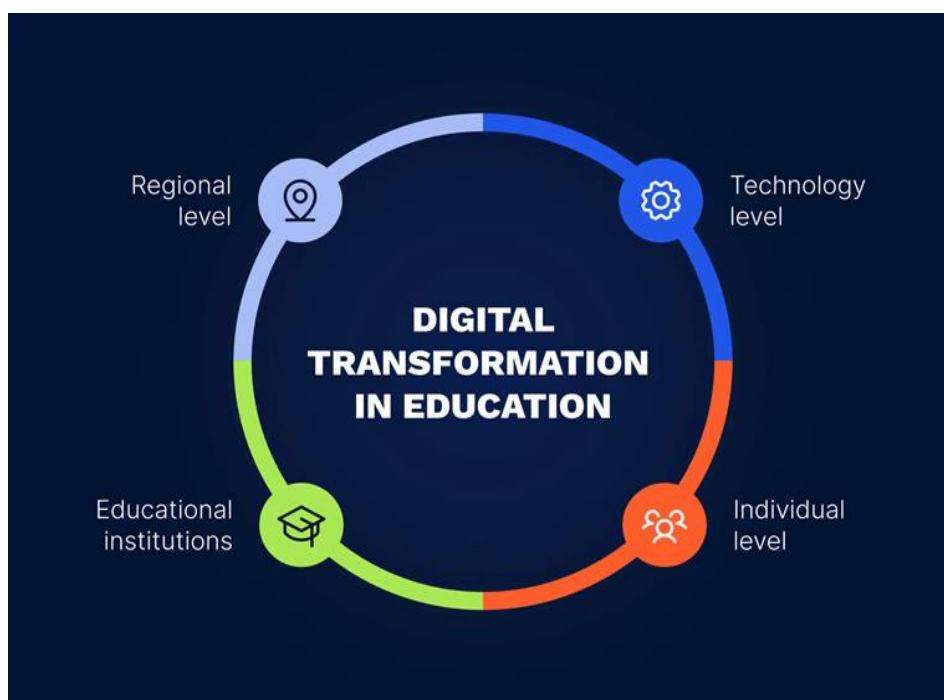 Regional
level
Technology
level
DIGITAL
TRANSFORMATION
IN EDUCATION
Educational
institutions
Individual
level